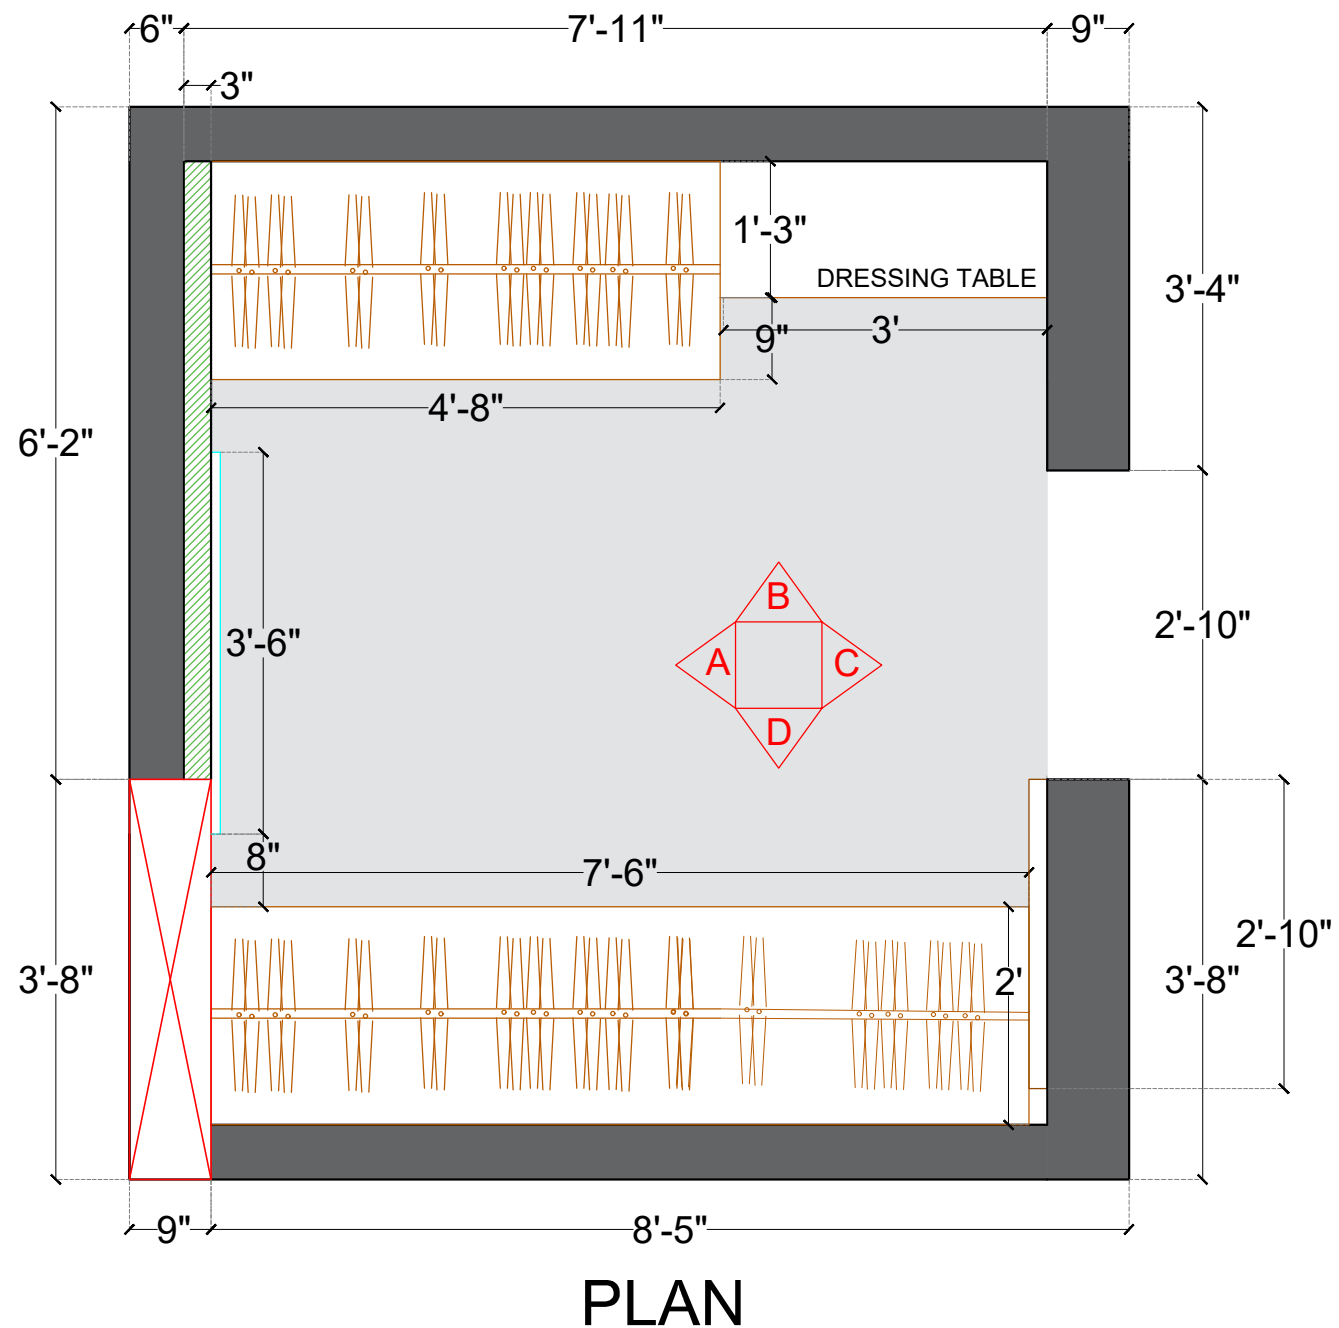 6" 7'-11" 9"
3"
1'-3"
DRESSING TABLE
3'-4"
9" 3'
4'-8"
6'-2"
B
3'-6" 2'-10"
A C
D
8" 7'-6"
2'-10"
3'-8" 2' 3'-8"
9" 8'-5"
PLAN